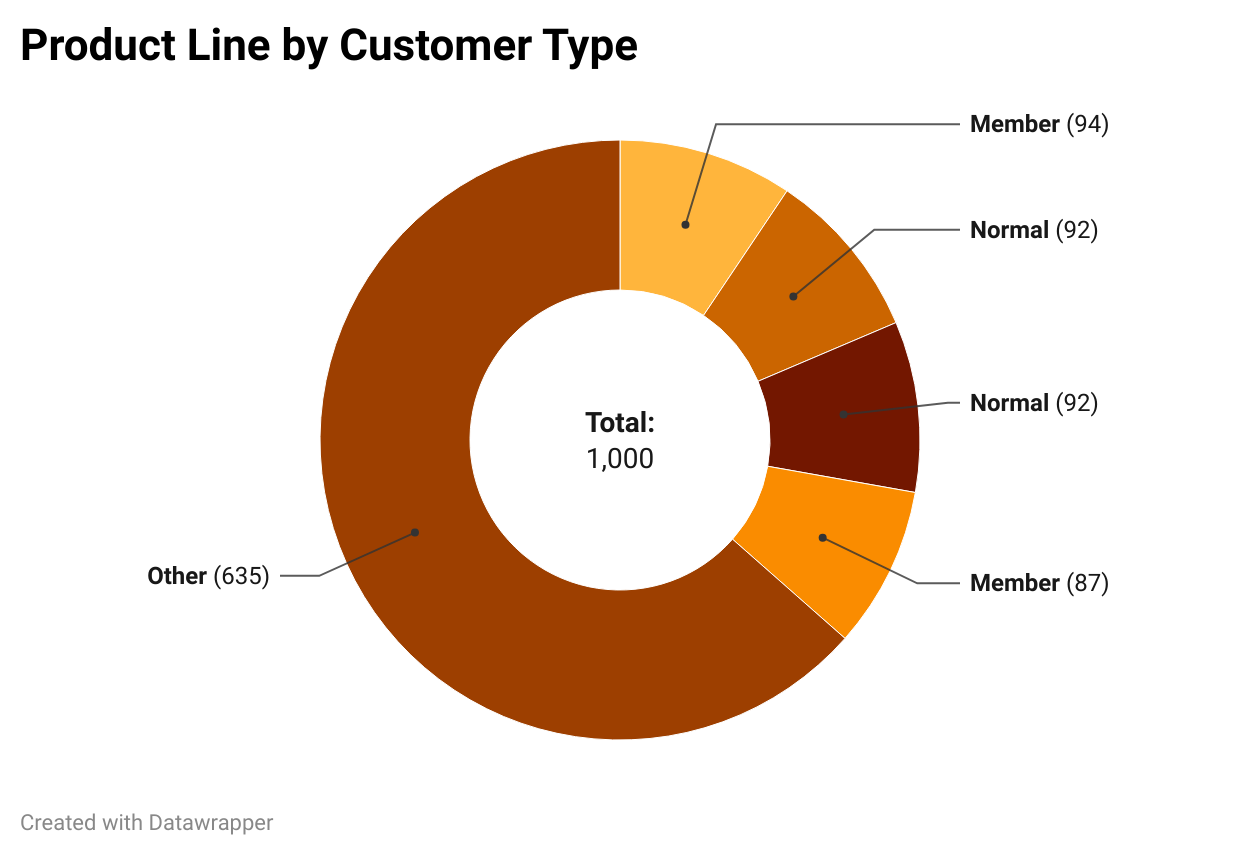 Product Line by Customer Type
Member (94)
Normal (92)
Normal (92)
Total:
1,000
Other (635)
Member (87)
Created with Datawrapper